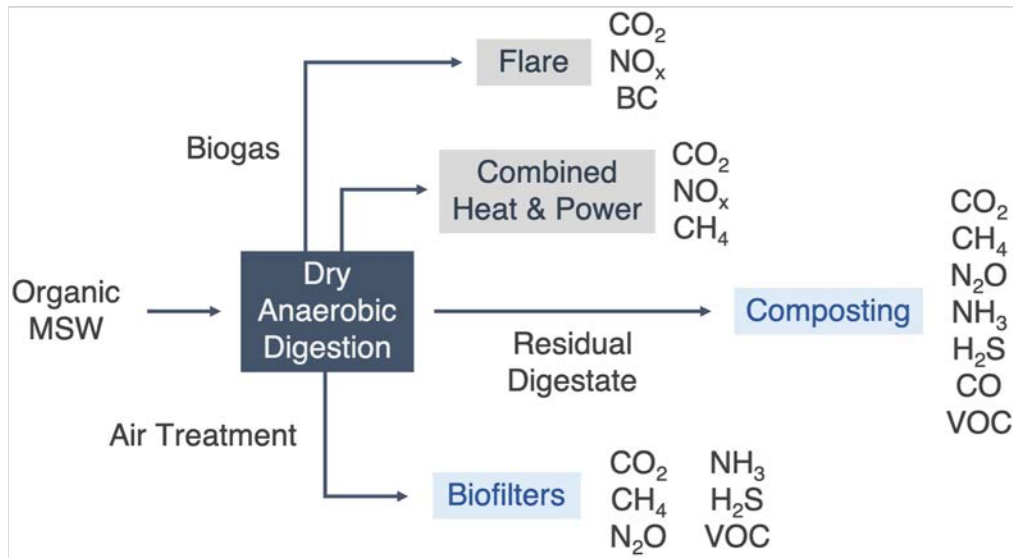 CO₂
NOₓ
BC
Flare
Biogas
Combined
Heat & Power
CO₂
NOₓ
CH₄
Organic
MSW
Dry
Anaerobic
Digestion
Residual
Digestate
Composting
CO₂
CH₄
N₂O
NH₃
H₂S
CO
VOC
Air Treatment
Biofilters
CO₂ NH₃
CH₄ H₂S
N₂O VOC